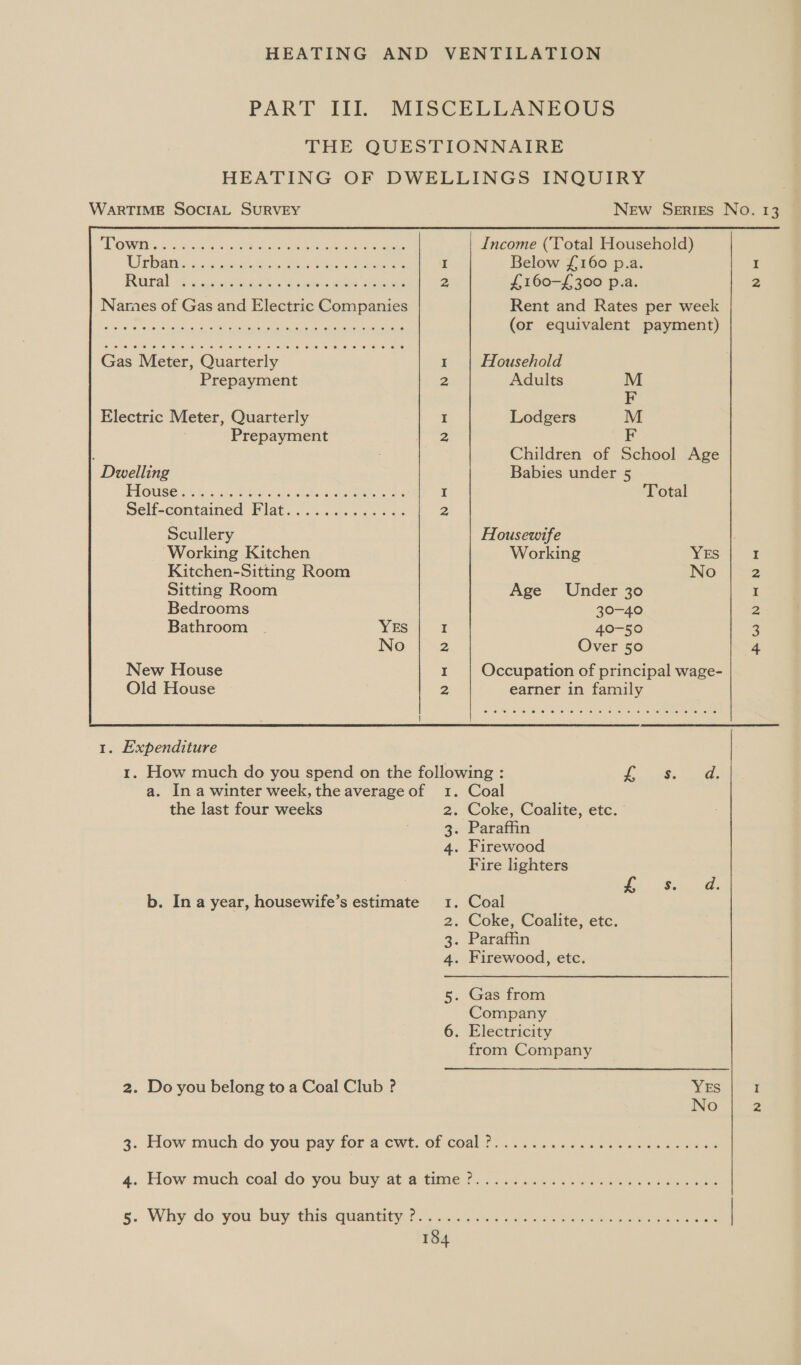 HEATING AND VENTILATION
PART III. MISCELLANEOUS
THE QUESTIONNAIRE
HEATING OF DWELLINGS INQUIRY
WARTIME SOCIAL SURVEY NEW SERIES No. 13
Town..............................
Urban.............................. 1
Rural .............................. 2
Names of Gas and Electric Companies
..............................
..............................
Gas Meter, Quarterly 1
Prepayment 2
Electric Meter, Quarterly 1
Prepayment 2
Dwelling
House.............................. 1
Self-contained Flat.............. 2
Scullery
Working Kitchen
Kitchen-Sitting Room
Sitting Room
Bedrooms
Bathroom YES 1
No 2
New House 1
Old House 2
Income (Total Household)
Below £160 p.a. 1
£160-£300 p.a. 2
Rent and Rates per week
(or equivalent payment)
Household
Adults M
F
Lodgers M
F
Children of School Age
Babies under 5
Total
Housewife
Working YES 1
No 2
Age Under 30 1
30-40 2
40-50 3
Over 50 4
Occupation of principal wage-
earner in family
..............................
1. Expenditure
1. How much do you spend on the following : £ s. d.
a. In a winter week, the average of 1. Coal
the last four weeks 2. Coke, Coalite, etc.
3. Paraffin
4. Firewood
Fire lighters
£ s. d.
b. In a year, housewife's estimate 1. Coal
2. Coke, Coalite, etc.
3. Paraffin
4. Firewood, etc.
5. Gas from
Company
6. Electricity
from Company
2. Do you belong to a Coal Club ? YES 1
No 2
3. How much do you pay for a cwt. of coal ?..............................
4. How much coal do you buy at a time ?..............................
5. Why do you buy this quantity ?..............................
184